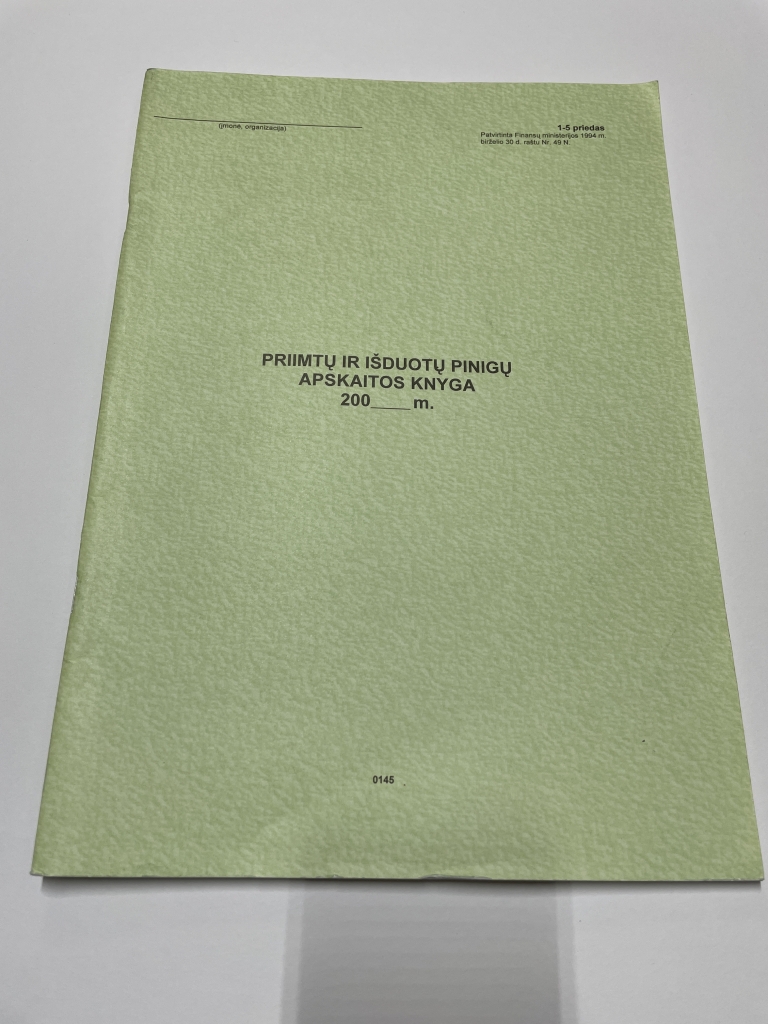 (įmonė, organizacija)
1-5 priedas
Patvirtinta Finansų ministerijos 1994 m.
birželio 30 d. raštu Nr. 49 N
PRIIMTŲ IR IŠDUOTŲ PINIGŲ
APSKAITOS KNYGA
200____ m.
0145